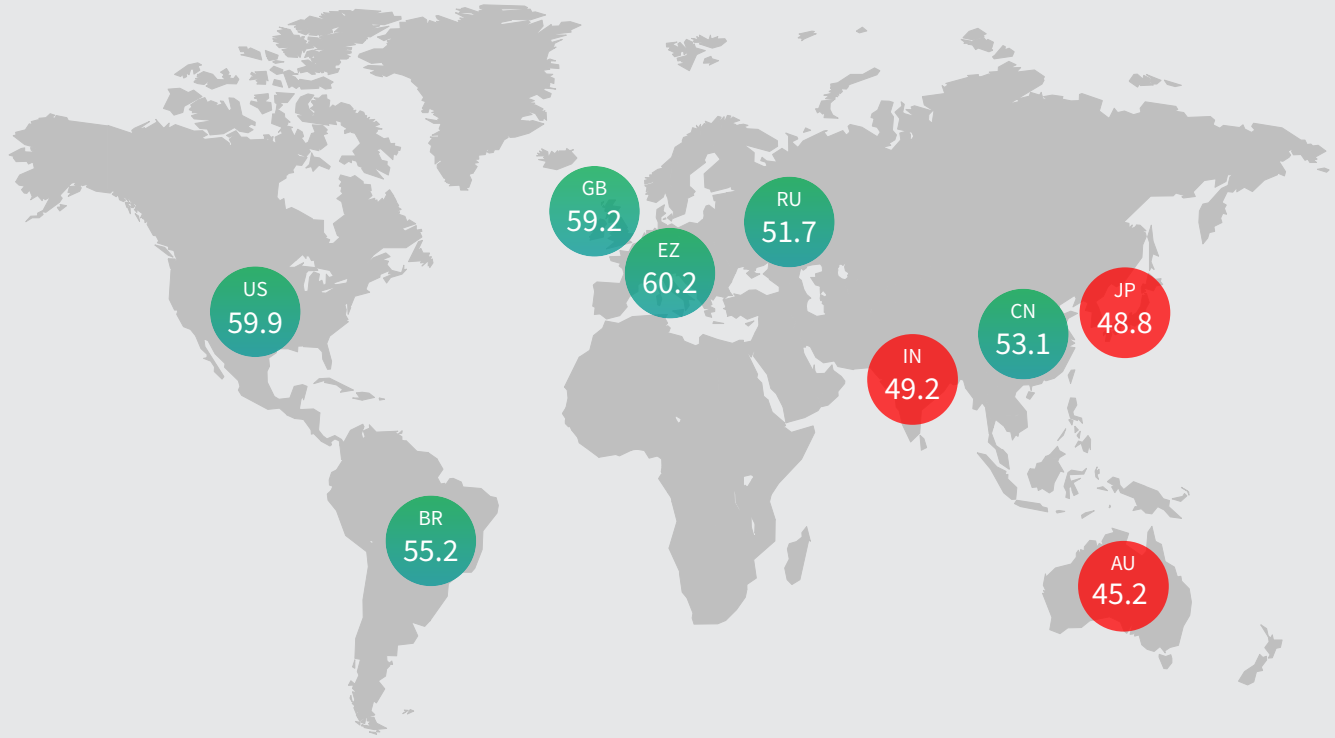 GB
59.2
RU
51.7
EZ
60.2
US
59.9
JP
48.8
CN
53.1
IN
49.2
BR
55.2
AU
45.2